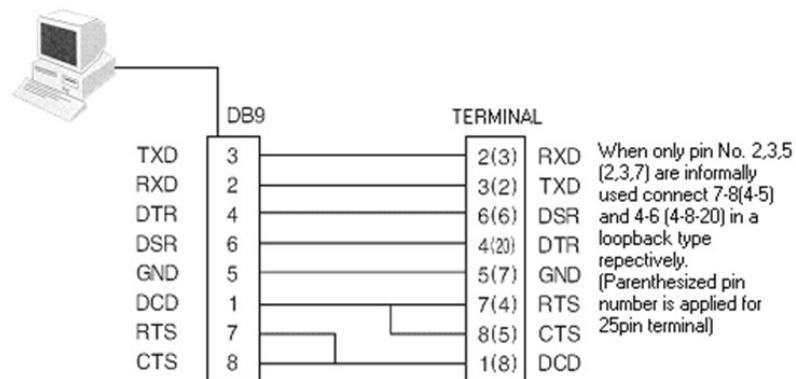 DB9 TERMINAL
TXD 3 2(3) RXD
RXD 2 3(2) TXD
DTR 4 6(6) DSR
DSR 6 4(20) DTR
GND 5 5(7) GND
DCD 1 7(4) RTS
RTS 7 8(5) CTS
CTS 8 1(8) DCD
When only pin No. 2,3,5
(2,3,7) are informally
used connect 7-8(4-5)
and 4-6 (4-8-20) in a
loopback type
repectively.
(Parenthesized pin
number is applied for
25pin terminal)